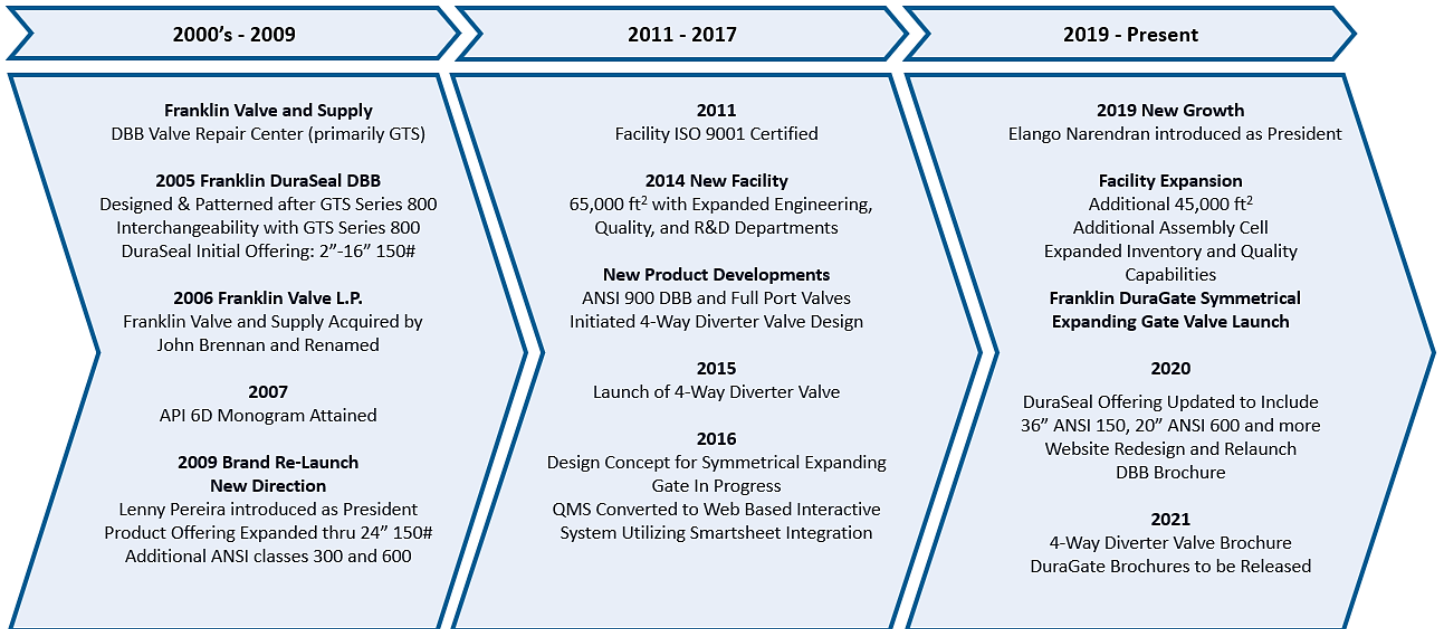 2000’s - 2009
Franklin Valve and Supply
DBB Valve Repair Center (primarily GTS)
2005 Franklin DuraSeal DBB
Designed & Patterned after GTS Series 800
Interchangeability with GTS Series 800
DuraSeal Initial Offering: 2”-16” 150#
2006 Franklin Valve L.P.
Franklin Valve and Supply Acquired by
John Brennan and Renamed
2007
API 6D Monogram Attained
2009 Brand Re-Launch
New Direction
Lenny Pereira introduced as President
Product Offering Expanded thru 24” 150#
Additional ANSI classes 300 and 600
2011 - 2017
2011
Facility ISO 9001 Certified
2014 New Facility
65,000 ft² with Expanded Engineering,
Quality, and R&D Departments
New Product Developments
ANSI 900 DBB and Full Port Valves
Initiated 4-Way Diverter Valve Design
2015
Launch of 4-Way Diverter Valve
2016
Design Concept for Symmetrical Expanding
Gate In Progress
QMS Converted to Web Based Interactive
System Utilizing Smartsheet Integration
2019 - Present
2019 New Growth
Elango Narendran introduced as President
Facility Expansion
Additional 45,000 ft²
Additional Assembly Cell
Expanded Inventory and Quality
Capabilities
Franklin DuraGate Symmetrical
Expanding Gate Valve Launch
2020
DuraSeal Offering Updated to Include
36” ANSI 150, 20” ANSI 600 and more
Website Redesign and Relaunch
DBB Brochure
2021
4-Way Diverter Valve Brochure
DuraGate Brochures to be Released